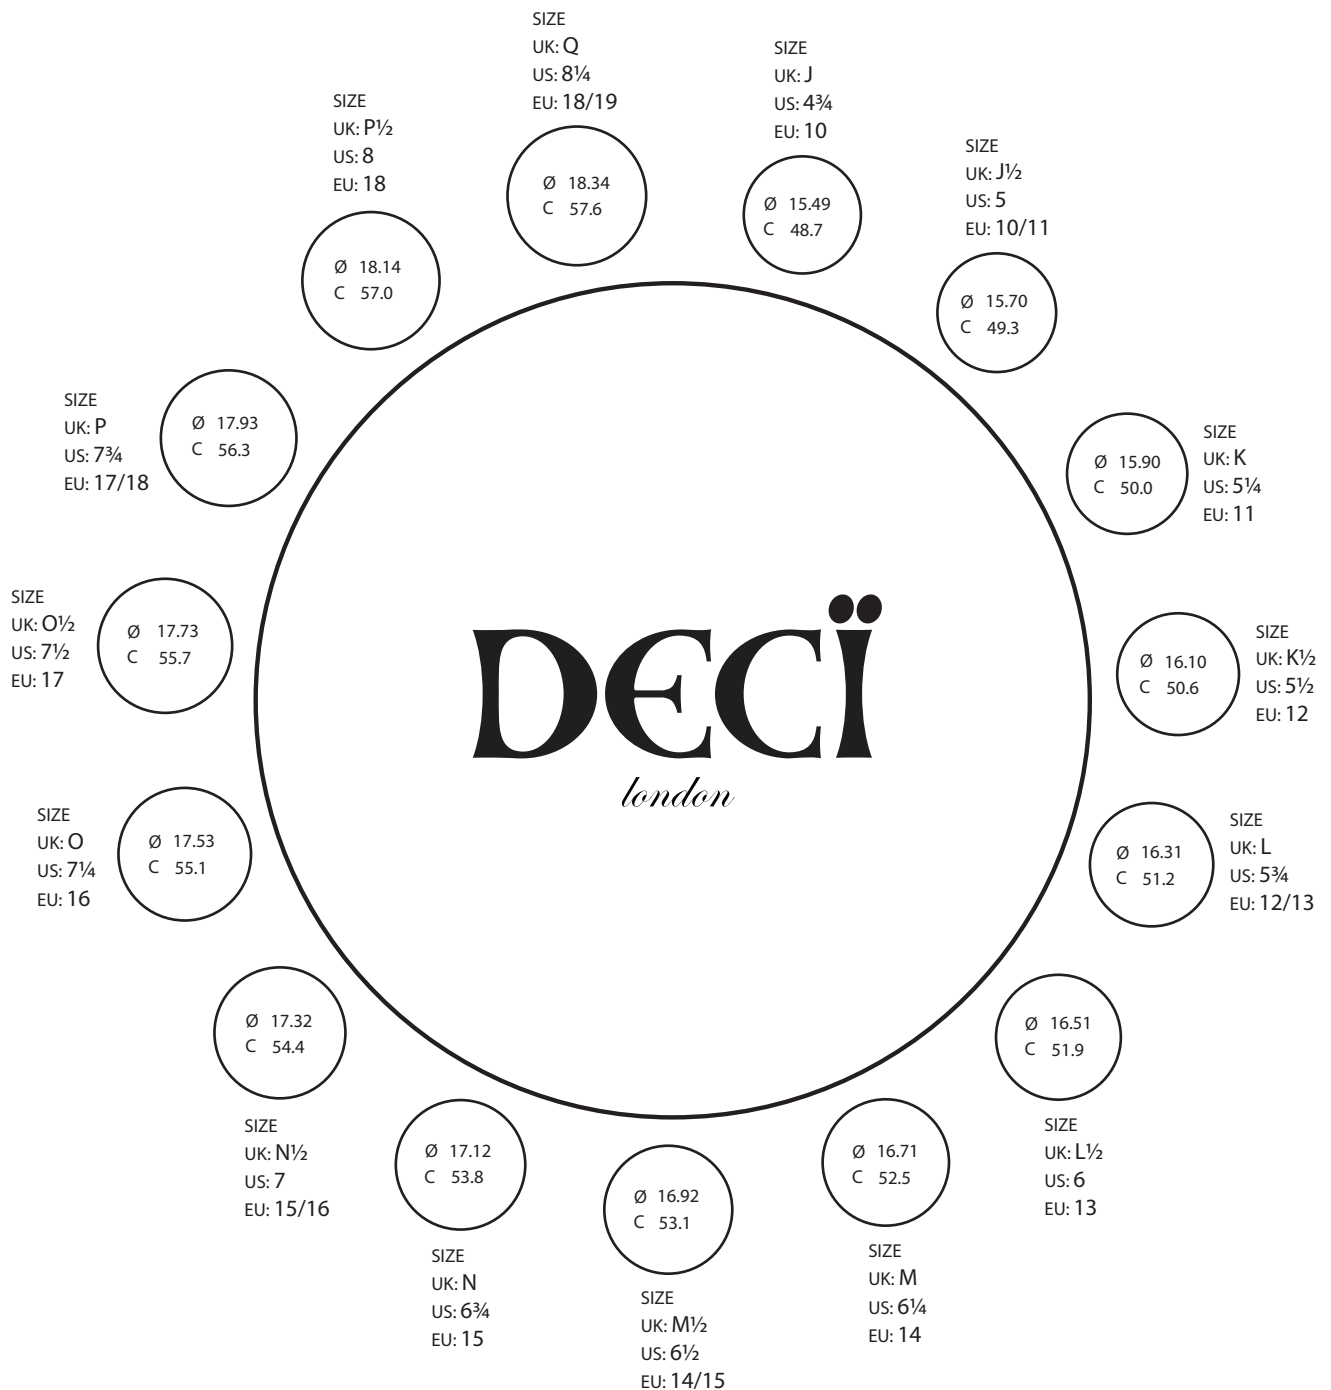 SIZE
UK: Q
US: 8¼
EU: 18/19
Ø 18.34
C 57.6
SIZE
UK: J
US: 4¾
EU: 10
Ø 15.49
C 48.7
SIZE
UK: J½
US: 5
EU: 10/11
Ø 15.70
C 49.3
SIZE
UK: K
US: 5¼
EU: 11
Ø 15.90
C 50.0
SIZE
UK: K½
US: 5½
EU: 12
Ø 16.10
C 50.6
SIZE
UK: L
US: 5¾
EU: 12/13
Ø 16.31
C 51.2
Ø 16.51
C 51.9
SIZE
UK: L½
US: 6
EU: 13
Ø 16.71
C 52.5
SIZE
UK: M
US: 6¼
EU: 14
Ø 16.92
C 53.1
SIZE
UK: M½
US: 6½
EU: 14/15
Ø 17.12
C 53.8
SIZE
UK: N
US: 6¾
EU: 15
Ø 17.32
C 54.4
SIZE
UK: N½
US: 7
EU: 15/16
SIZE
UK: O
US: 7¼
EU: 16
Ø 17.53
C 55.1
SIZE
UK: O½
US: 7½
EU: 17
Ø 17.73
C 55.7
SIZE
UK: P
US: 7¾
EU: 17/18
Ø 17.93
C 56.3
SIZE
UK: P½
US: 8
EU: 18
Ø 18.14
C 57.0
DECÏ
london